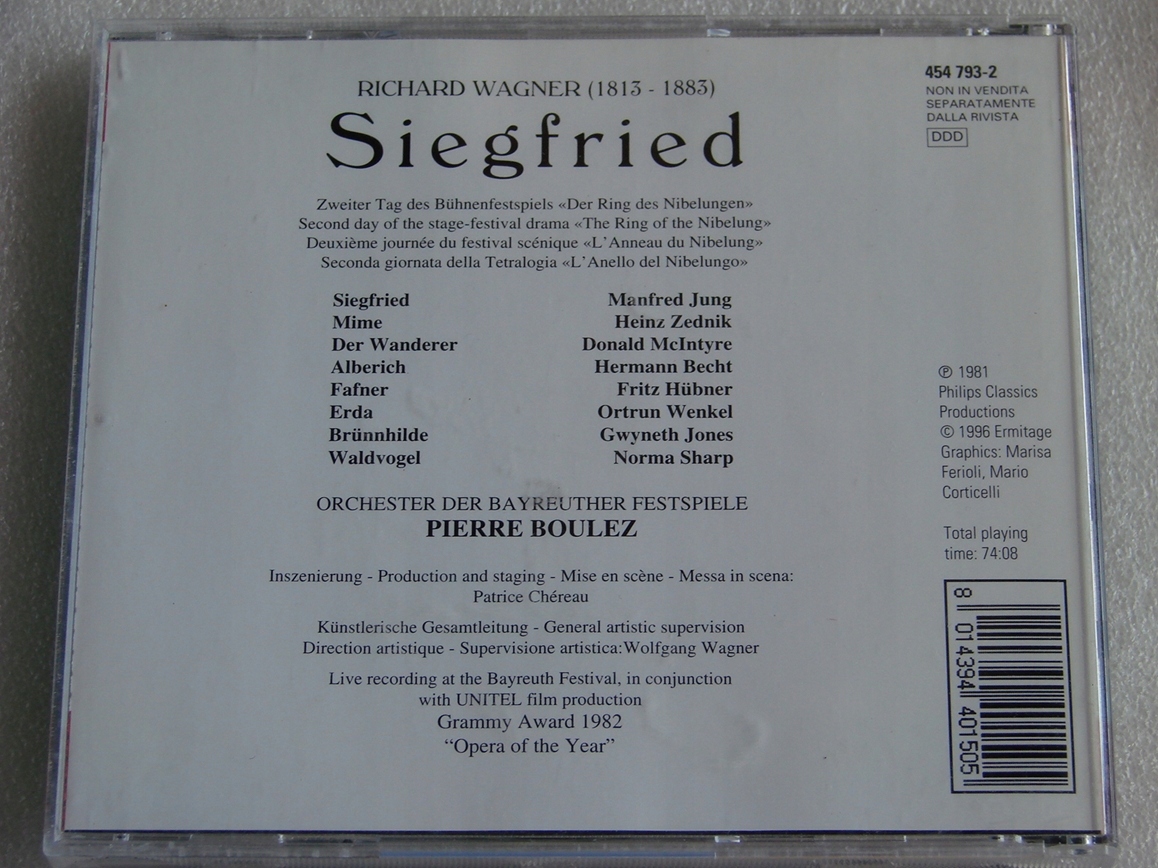 RICHARD WAGNER (1813 - 1883)
Siegfried
Zweiter Tag des Bühnenfestspiels «Der Ring des Nibelungen»
Second day of the stage-festival drama «The Ring of the Nibelung»
Deuxième journée du festival scénique «L'Anneau du Nibelung»
Seconda giornata della Tetralogia «L'Anello del Nibelungo»
Siegfried Manfred Jung
Mime Heinz Zednik
Der Wanderer Donald McIntyre
Alberich Hermann Becht
Fafner Fritz Hübner
Erda Ortrun Wenkel
Brünnhilde Gwyneth Jones
Waldvogel Norma Sharp
ORCHESTER DER BAYREUTHER FESTSPIELE
PIERRE BOULEZ
Inszenierung - Production and staging - Mise en scène - Messa in scena:
Patrice Chéreau
Künstlerische Gesamtleitung - General artistic supervision
Direction artistique - Supervisione artistica:Wolfgang Wagner
Live recording at the Bayreuth Festival, in conjunction
with UNITEL film production
Grammy Award 1982
“Opera of the Year”
454 793-2
NON IN VENDITA
SEPARATAMENTE
DALLA RIVISTA
DDD
℗ 1981
Philips Classics
Productions
© 1996 Ermitage
Graphics: Marisa
Ferioli, Mario
Corticelli
Total playing
time: 74:08
8 014394 401505